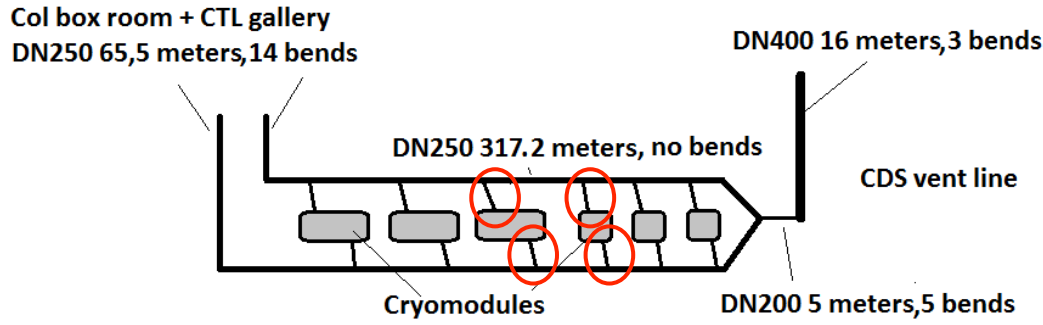 Col box room + CTL gallery
DN250 65,5 meters,14 bends
DN400 16 meters,3 bends
DN250 317.2 meters, no bends
CDS vent line
Cryomodules
DN200 5 meters,5 bends